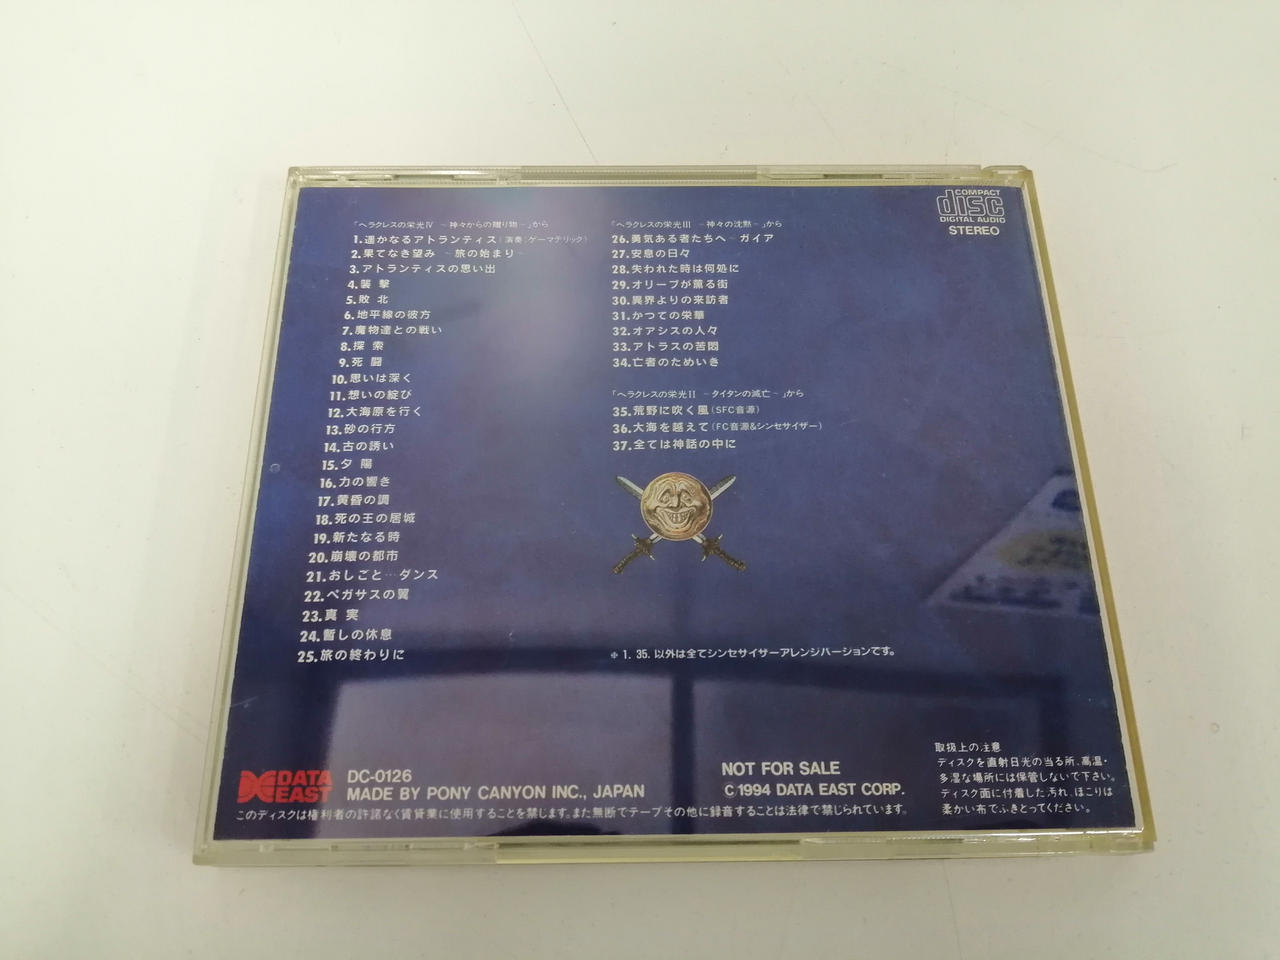 「ヘラクレスの栄光IV －神々からの贈り物－」から
1.遥かなるアトランティス(演奏:ゲーマデリック)
2.果てなき望み －旅の始まり－
3.アトランティスの思い出
4.襲撃
5.敗北
6.地平線の彼方
7.魔物達との戦い
8.探索
9.死闘
10.思いは深く
11.想いの綻び
12.大海原を行く
13.砂の行方
14.古の誘い
15.夕陽
16.力の響き
17.黄昏の調
18.死の王の居城
19.新たなる時
20.崩壊の都市
21.おしごと…ダンス
22.ペガサスの翼
23.真実
24.暫しの休息
25.旅の終わりに
「ヘラクレスの栄光III －神々の沈黙－」から
26.勇気ある者たちへ－ガイア
27.安息の日々
28.失われた時は何処に
29.オリーブが薫る街
30.異界よりの来訪者
31.かつての栄華
32.オアシスの人々
33.アトラスの苦悶
34.亡者のためいき
「ヘラクレスの栄光II －タイタンの滅亡－」から
35.荒野に吹く風(SFC音源)
36.大海を越えて(FC音源&シンセサイザー)
37.全ては神話の中に
※1. 35. 以外は全てシンセサイザーアレンジバージョンです。
COMPACT
disc
DIGITAL AUDIO
STEREO
DATA
EAST
DC-0126
MADE BY PONY CANYON INC., JAPAN
NOT FOR SALE
C 1994 DATA EAST CORP.
このディスクは権利者の許諾なく賃貸業に使用することを禁じます。また無断でテープその他に録音することは法律で禁じられています。
取扱上の注意
ディスクを直射日光の当る所、高温・
多湿な場所には保管しないで下さい。
ディスク面に付着した汚れ、ほこりは
柔かい布でふきとってください。